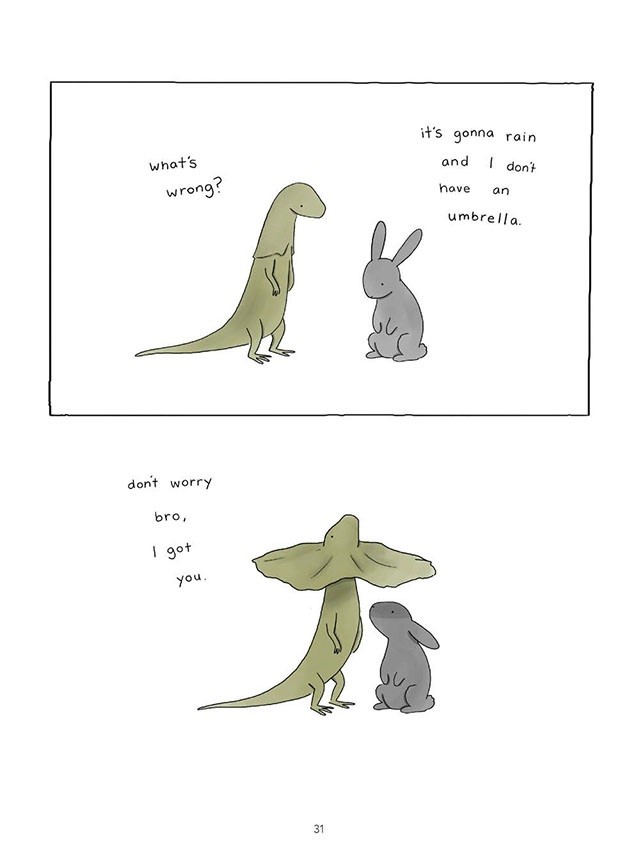 what's
wrong?
it's gonna rain
and I don't
have an
umbrella.
don't worry
bro,
I got
you.
31